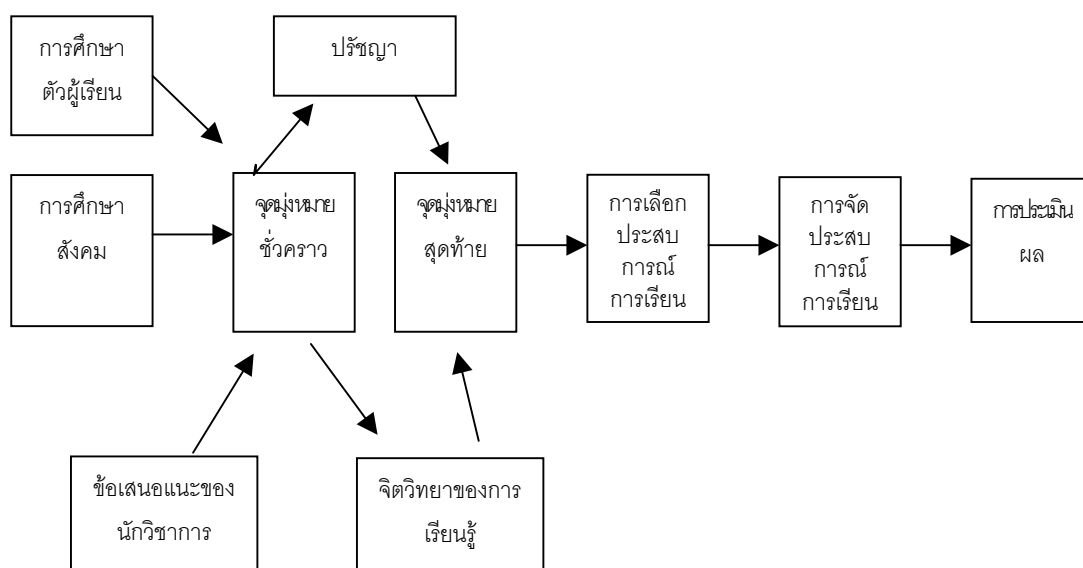 การศึกษา
ตัวผู้เรียน
ปรัชญา
การศึกษา
สังคม
จุดมุ่งหมาย
ชั่วคราว
จุดมุ่งหมาย
สุดท้าย
การเลือก
ประสบ
การณ์
การเรียน
การจัด
ประสบ
การณ์
การเรียน
การประเมิน
ผล
ข้อเสนอแนะของ
นักวิชาการ
จิตวิทยาของการ
เรียนรู้